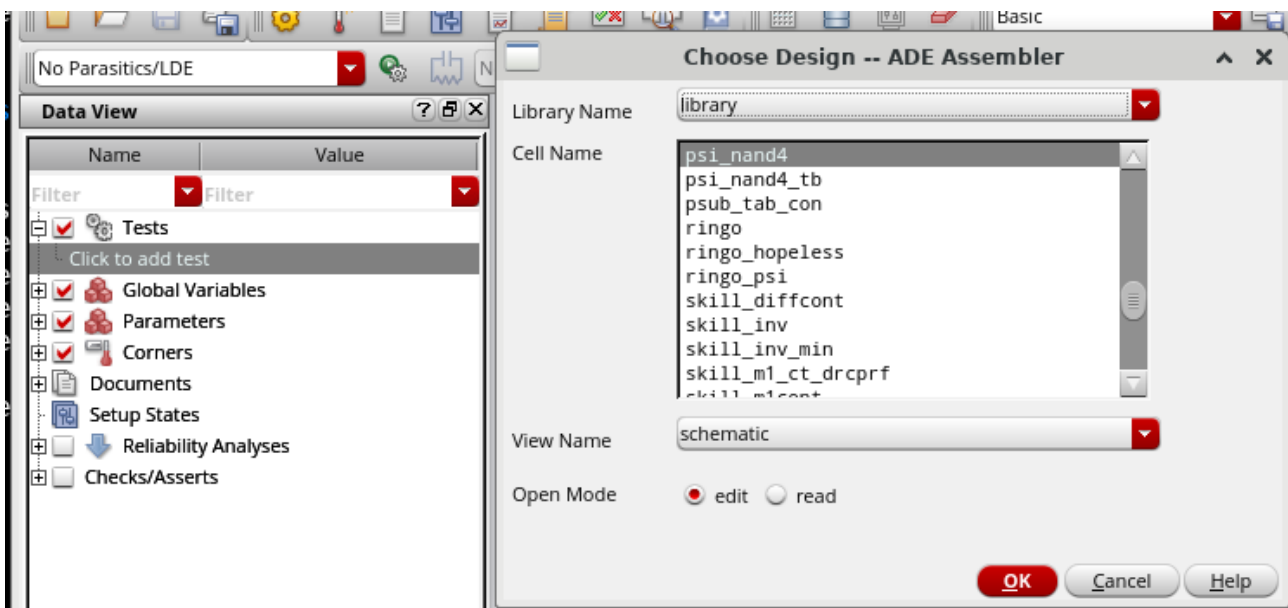 Basic
No Parasitics/LDE
N
Choose Design -- ADE Assembler
Data View
Name Value
Filter Filter
Tests
Click to add test
Global Variables
Parameters
Corners
Documents
Setup States
Reliability Analyses
Checks/Asserts
Library Name library
Cell Name psi_nand4
psi_nand4_tb
psub_tab_con
ringo
ringo_hopeless
ringo_psi
skill_diffcont
skill_inv
skill_inv_min
skill_m1_ct_drcprf
skill_m1cont
View Name schematic
Open Mode edit read
OK Cancel Help